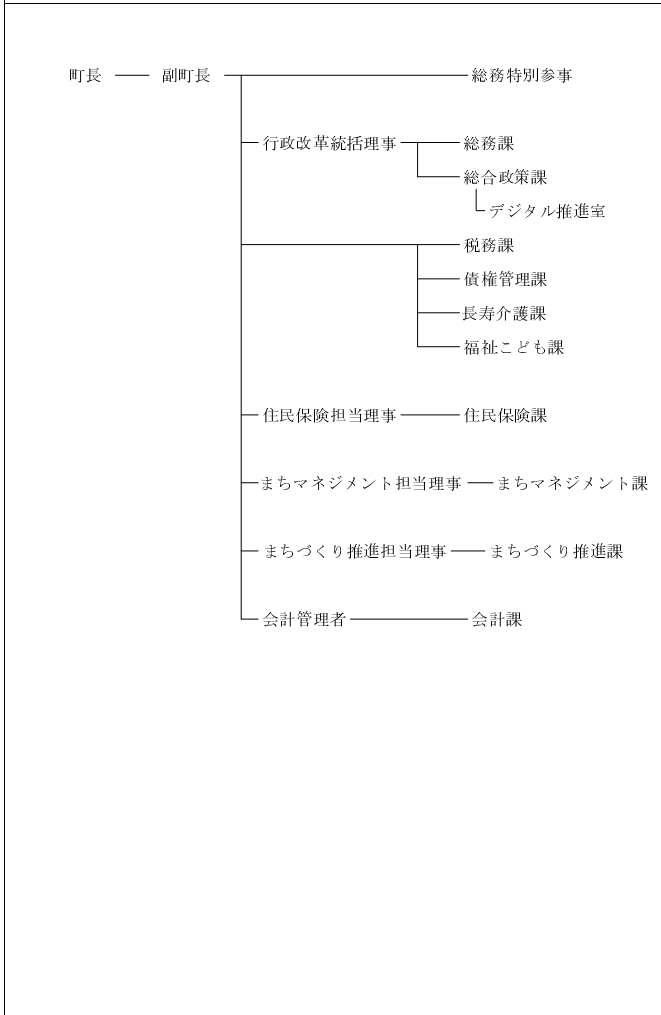 町長 副町長 総務特別参事
行政改革統括理事 総務課
総合政策課
デジタル推進室
税務課
債権管理課
長寿介護課
福祉こども課
住民保険担当理事 住民保険課
まちマネジメント担当理事 まちマネジメント課
まちづくり推進担当理事 まちづくり推進課
会計管理者 会計課